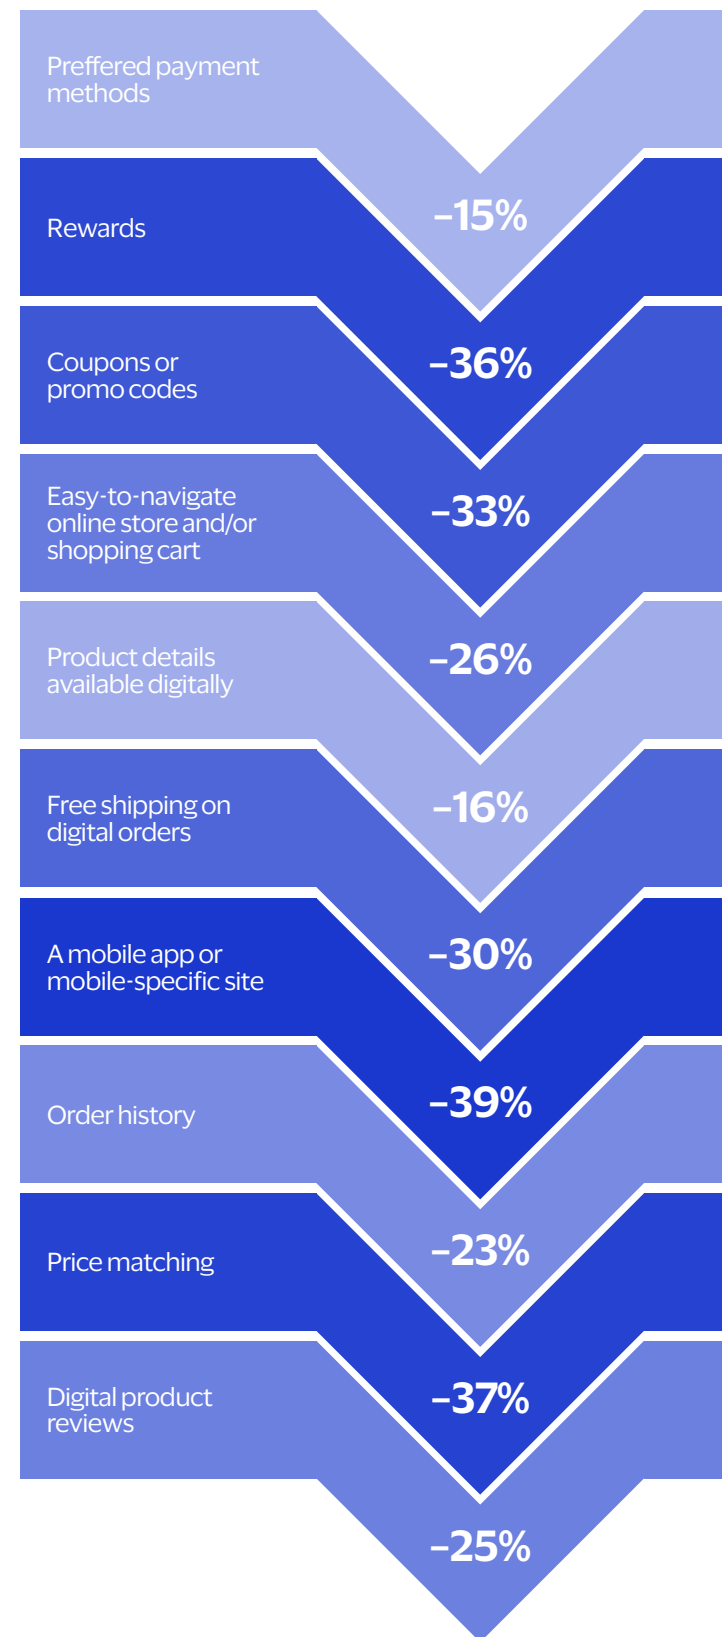 Preffered payment
methods
–15%
Rewards
–36%
Coupons or
promo codes
–33%
Easy-to-navigate
online store and/or
shopping cart
–26%
Product details
available digitally
–16%
Free shipping on
digital orders
–30%
A mobile app or
mobile-specific site
–39%
Order history
–23%
Price matching
–37%
Digital product
reviews
–25%